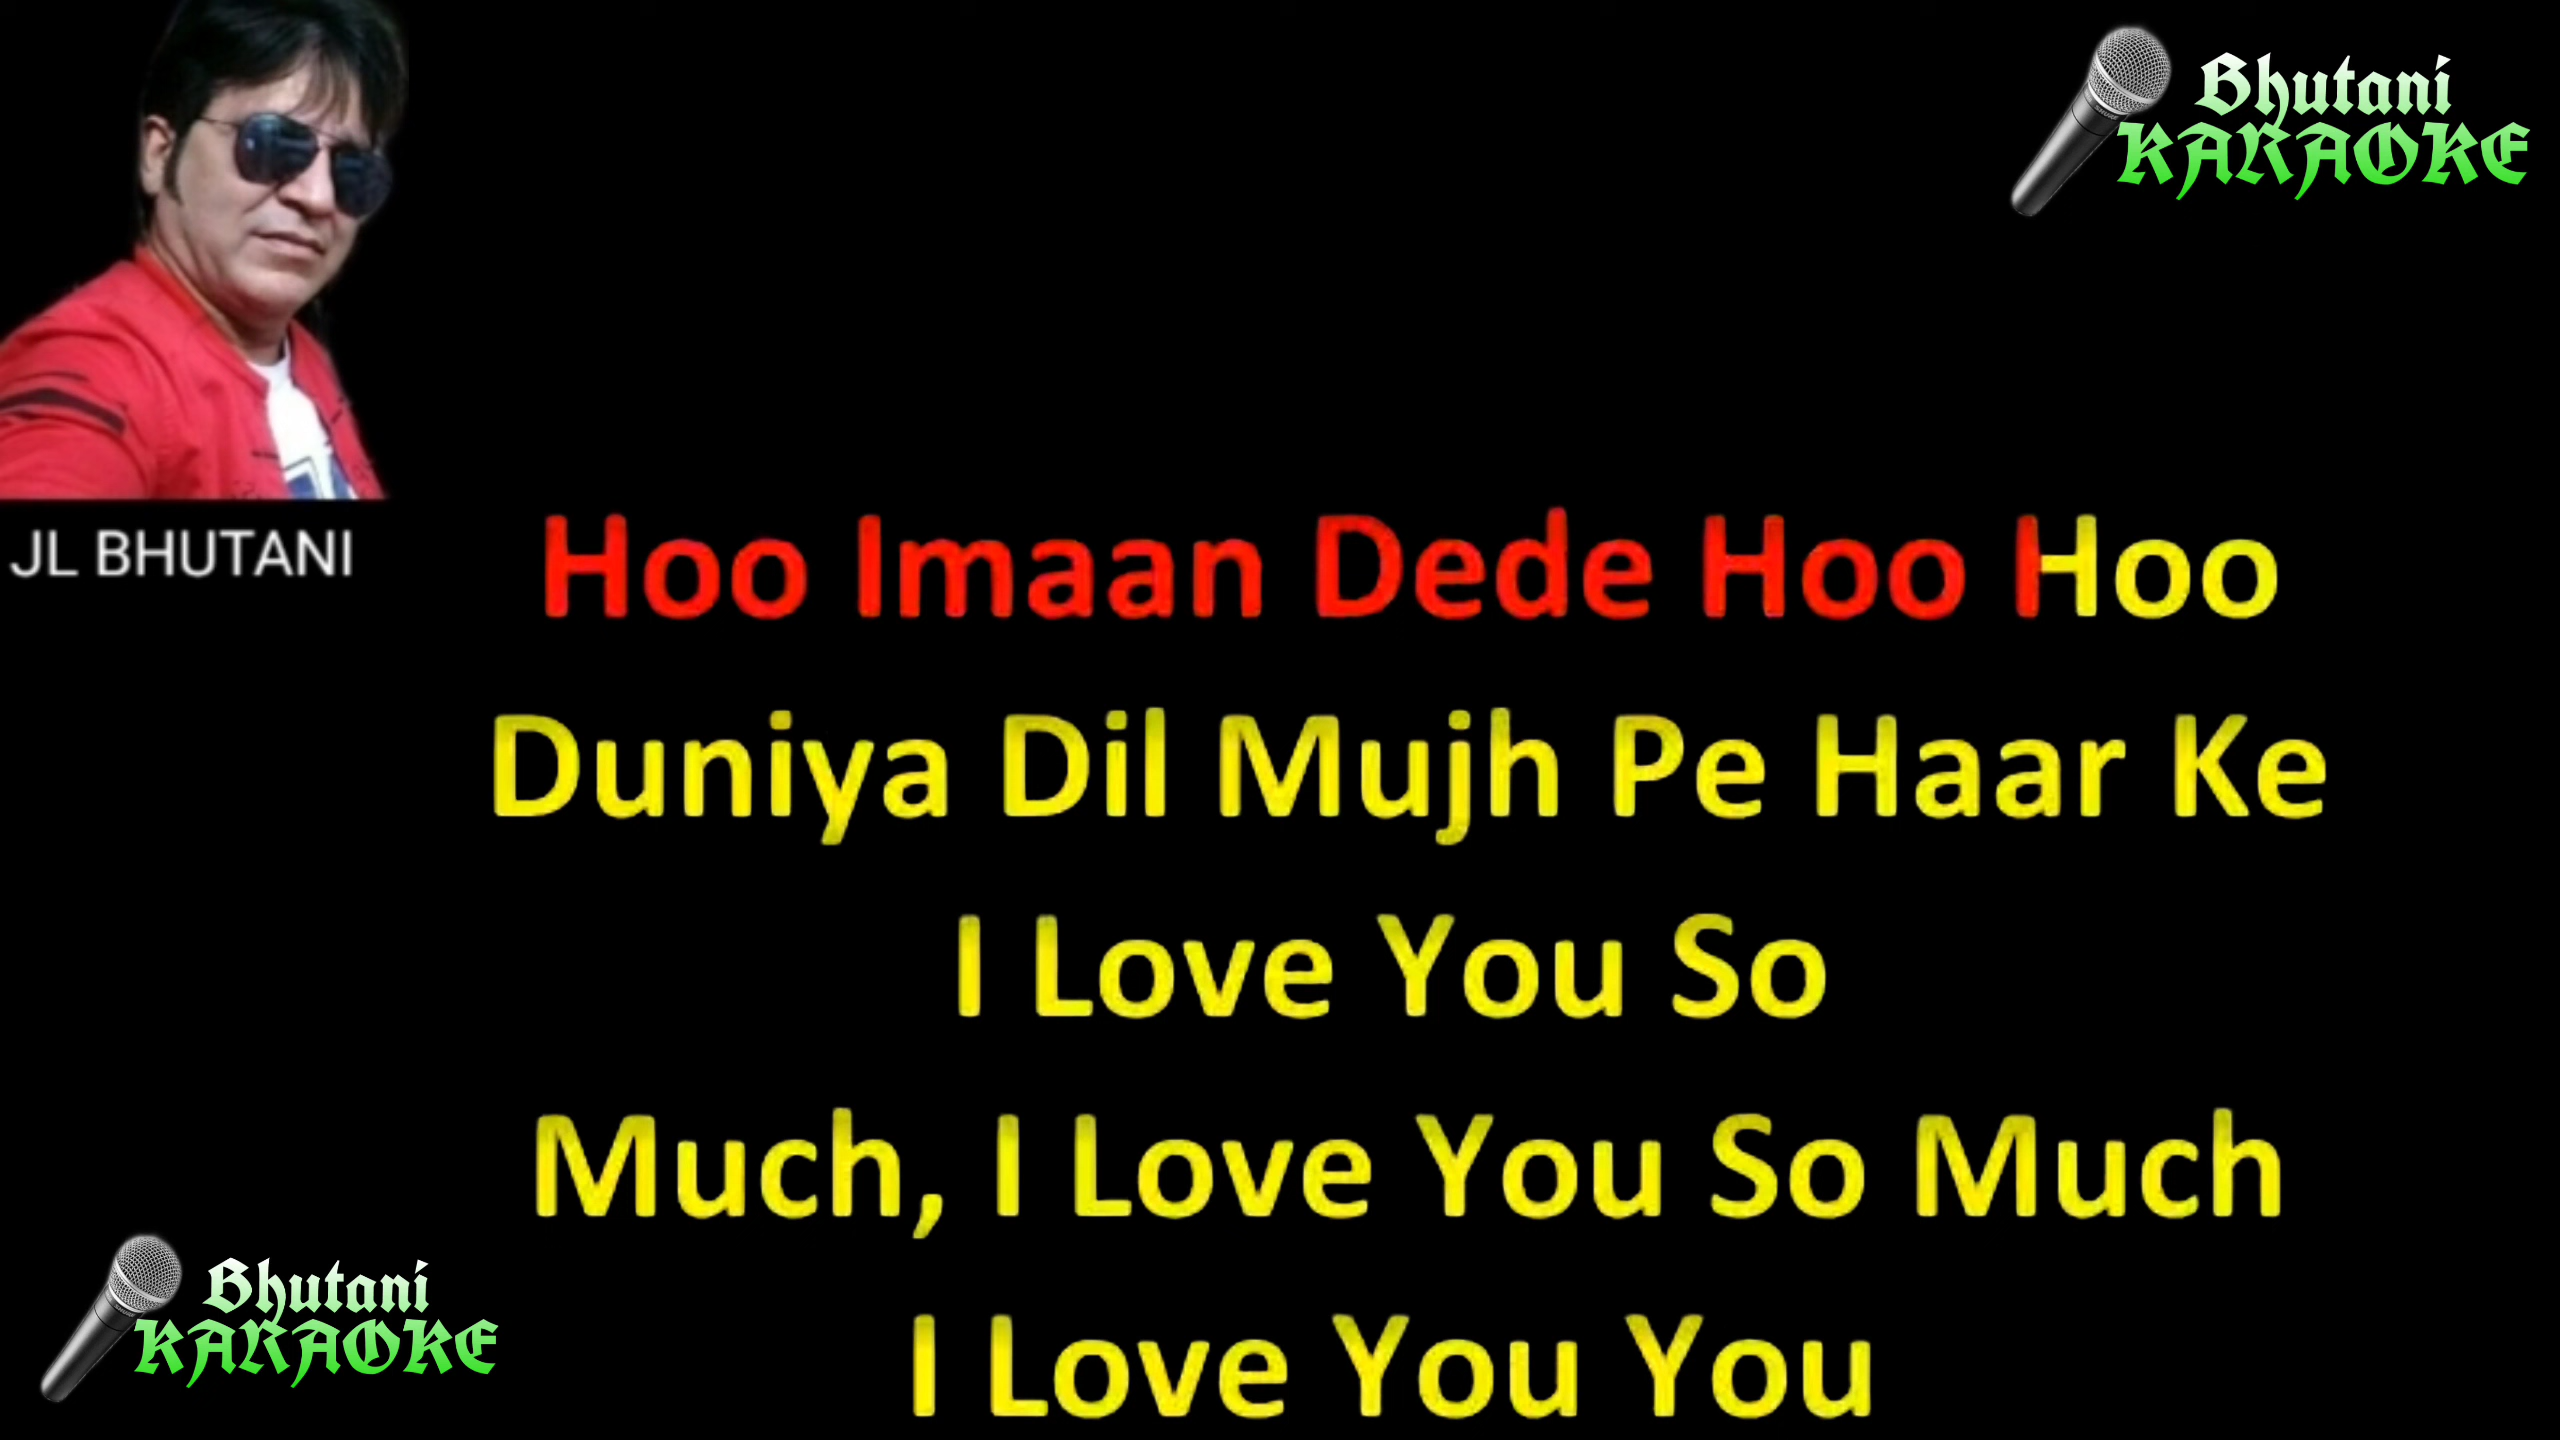 Bhutani
KARAOKE
JL BHUTANI
Hoo Imaan Dede Hoo Hoo
Duniya Dil Mujh Pe Haar Ke
I Love You So
Much, I Love You So Much
I Love You You
Bhutani
KARAOKE